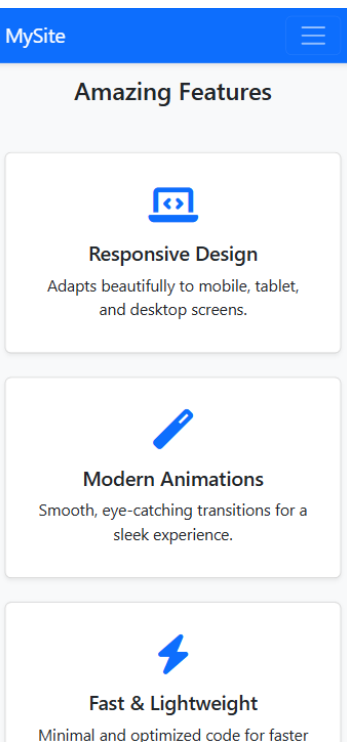 MySite
Amazing Features
Responsive Design
Adapts beautifully to mobile, tablet,
and desktop screens.
Modern Animations
Smooth, eye-catching transitions for a
sleek experience.
Fast & Lightweight
Minimal and optimized code for faster